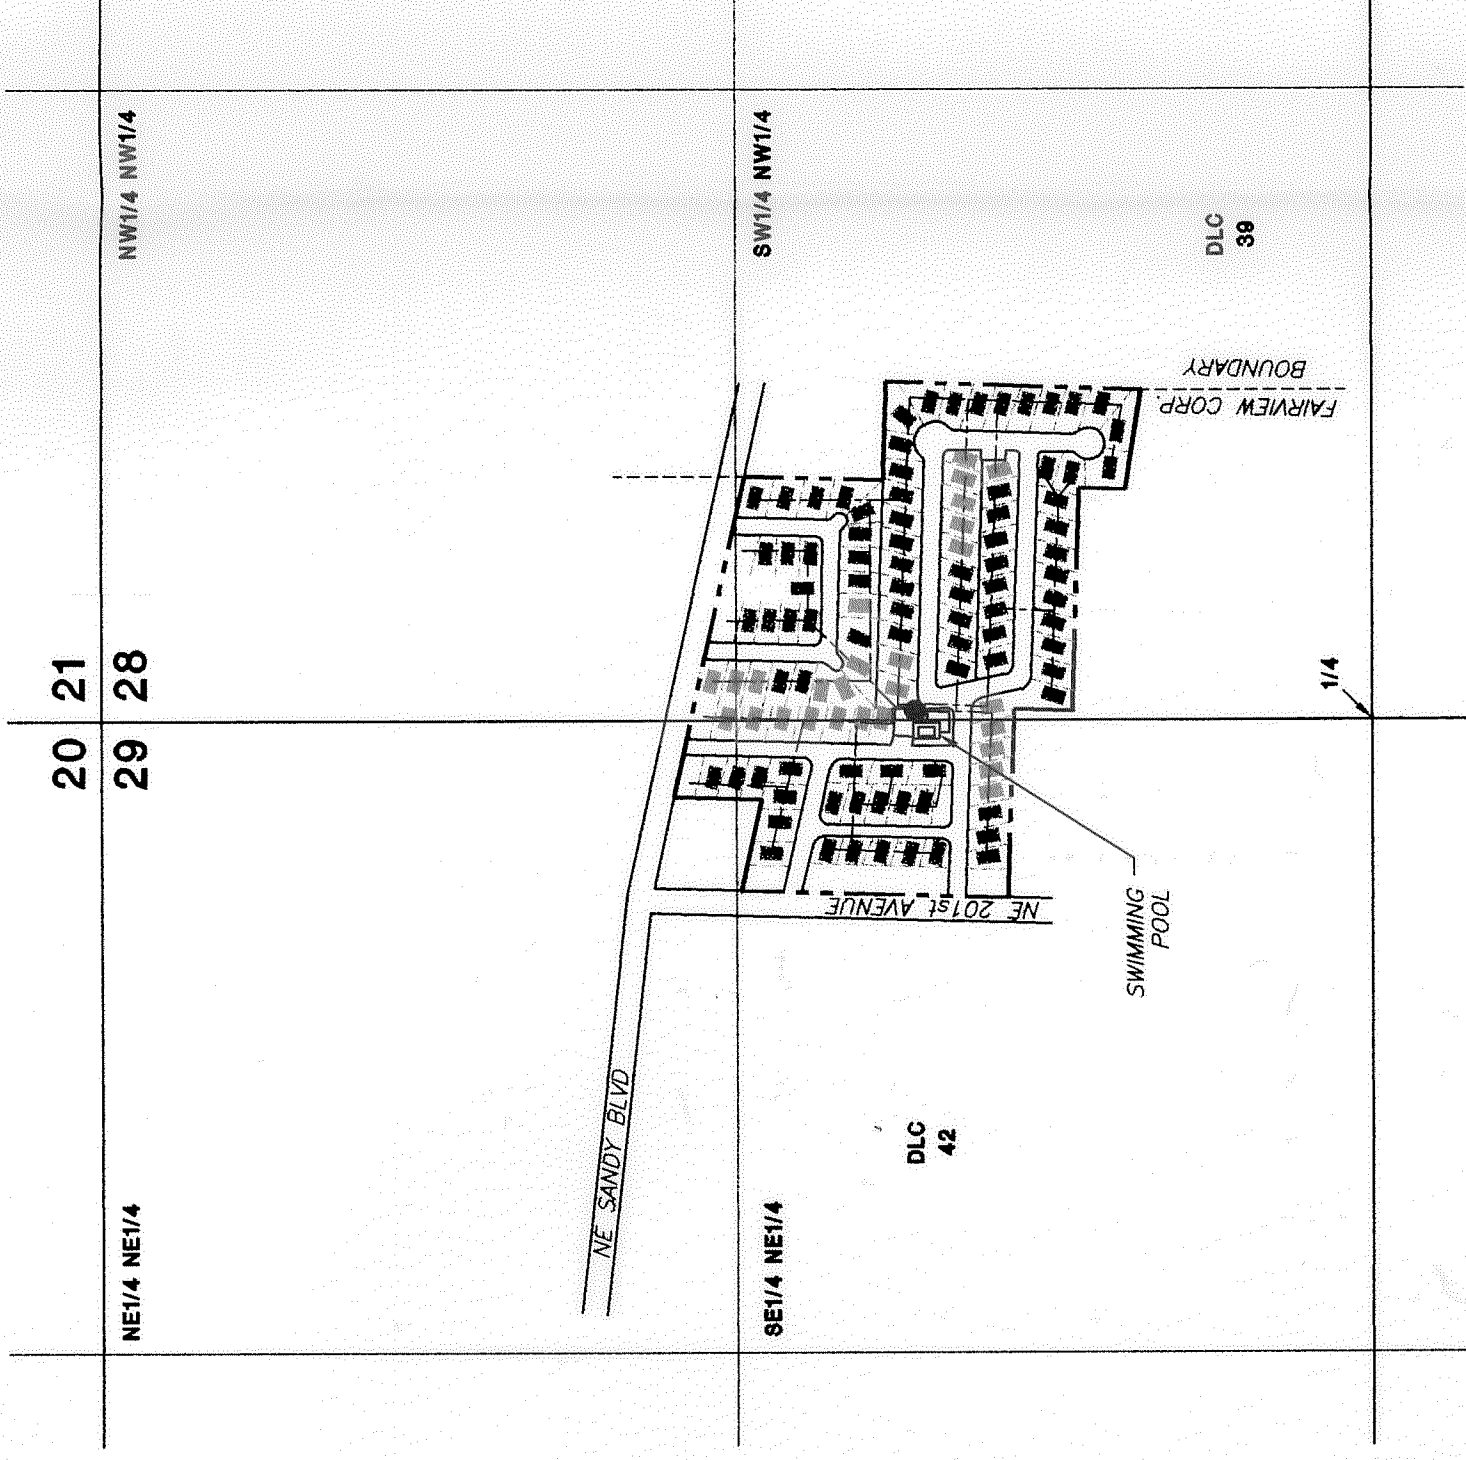 20 21
29 28
NE1/4 NE1/4
NW1/4 NW1/4
NE SANDY BLVD
SE1/4 NE1/4
SW1/4 NW1/4
NE 201st AVENUE
DLC
42
SWIMMING
POOL
FAIRVIEW CORP.
BOUNDARY
DLC
39
1/4